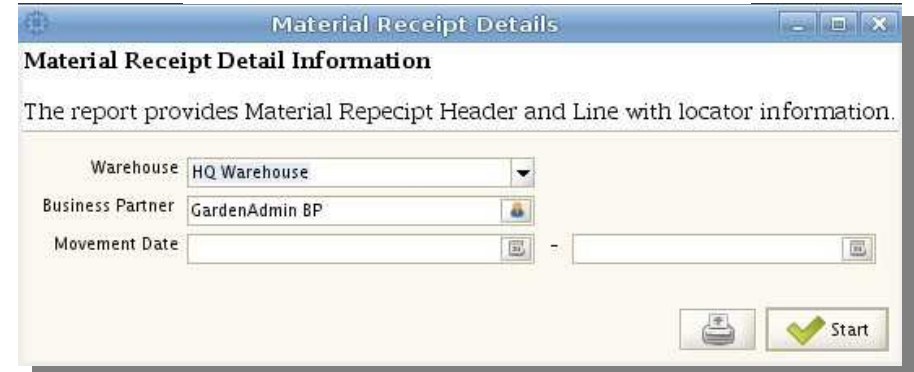 Material Receipt Details
Material Receipt Detail Information
The report provides Material Repecipt Header and Line with locator information.
Warehouse HQ Warehouse
Business Partner GardenAdmin BP
Movement Date -
Start